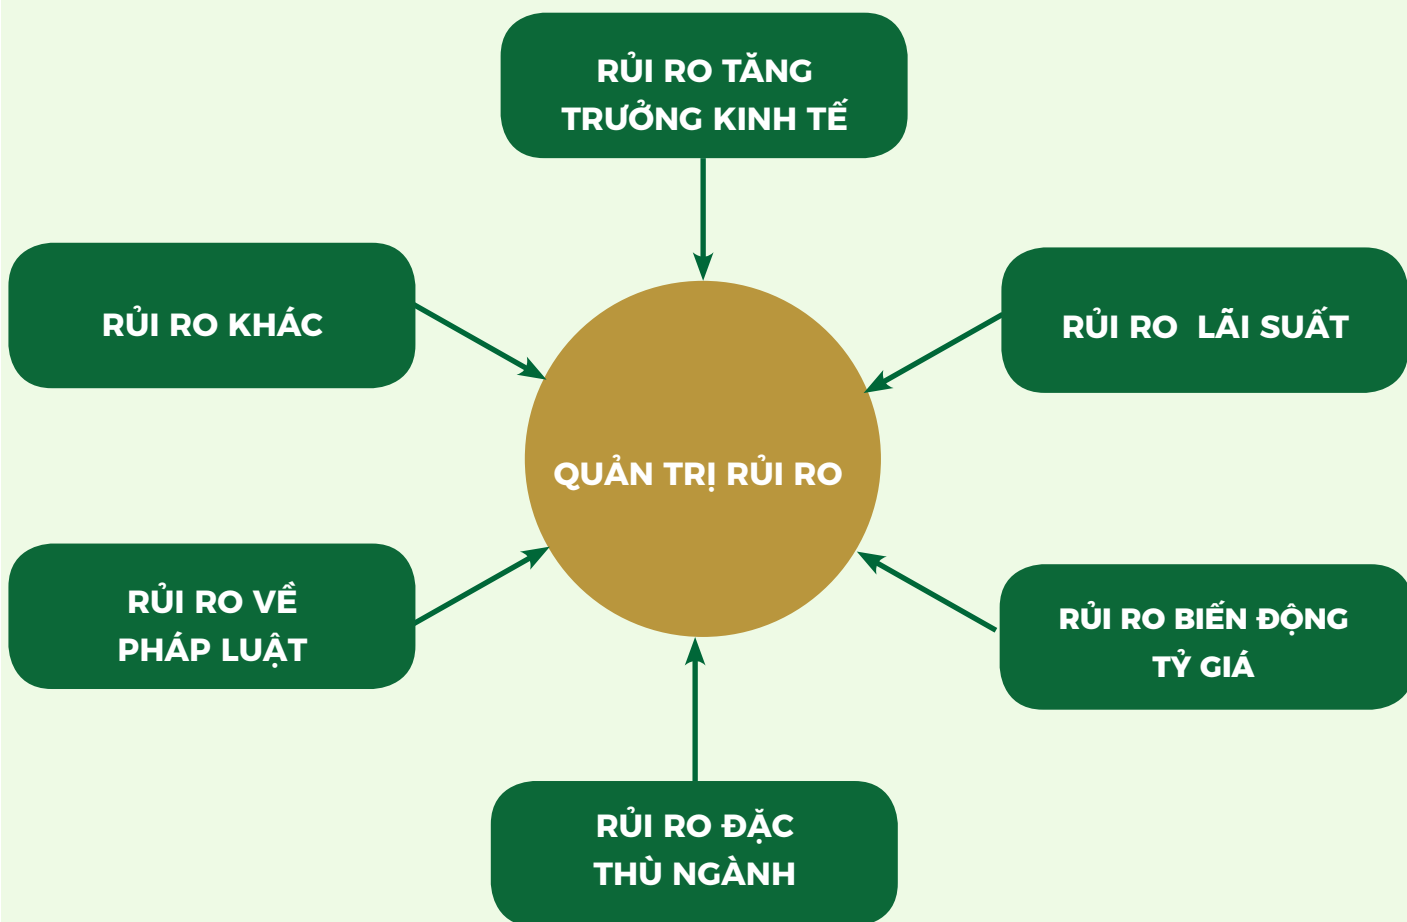 RỦI RO TĂNG
TRƯỞNG KINH TẾ
RỦI RO KHÁC
RỦI RO LÃI SUẤT
QUẢN TRỊ RỦI RO
RỦI RO VỀ
PHÁP LUẬT
RỦI RO BIẾN ĐỘNG
TỶ GIÁ
RỦI RO ĐẶC
THÙ NGÀNH